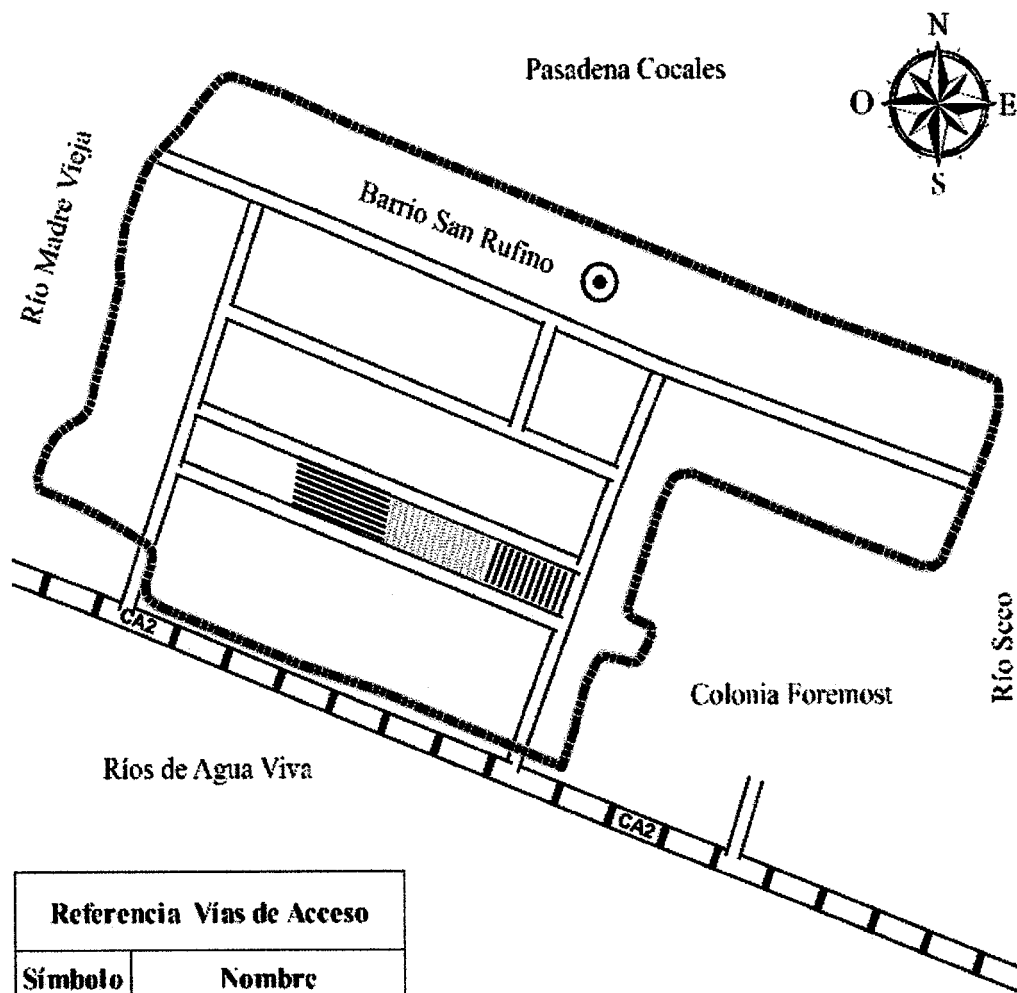 N
Pasadena Cocales
O
E
S
Río Madre Vieja
Barrio San Rufino
CA2
Río Seco
Colonia Foremost
Ríos de Agua Viva
CA2
Referencia Vías de Acceso
Símbolo
Nombre